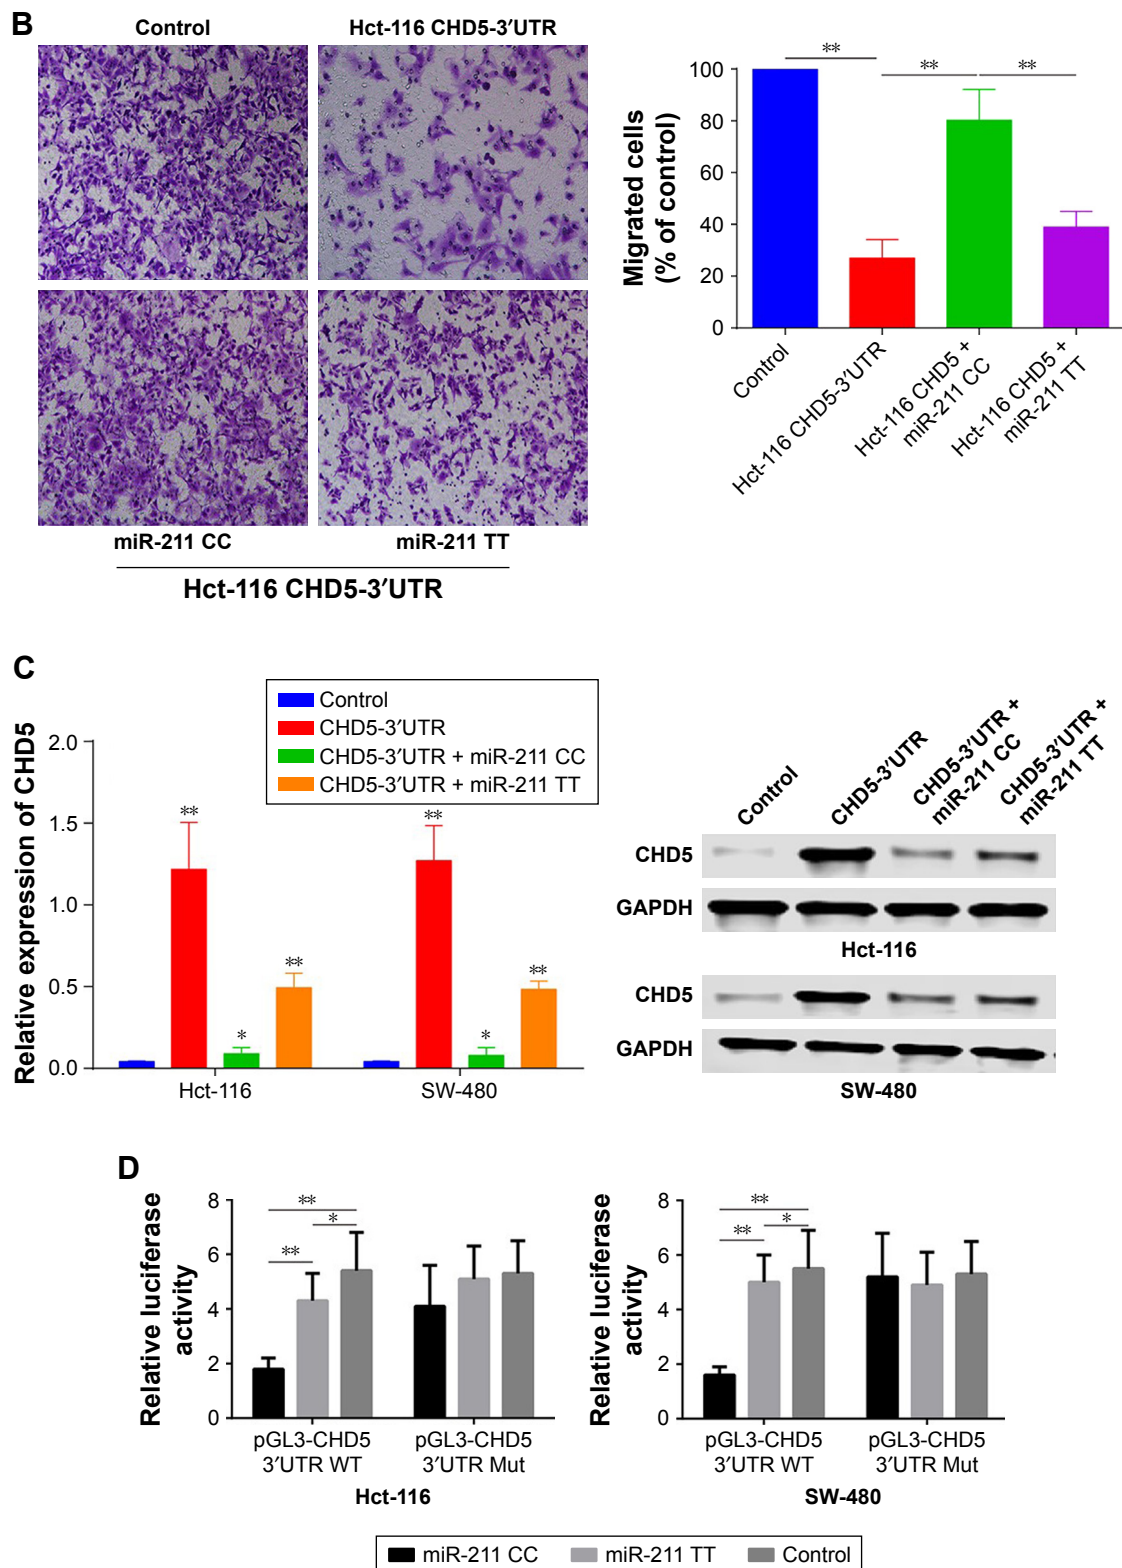 B
Control
Hct-116 CHD5-3′UTR
miR-211 CC
miR-211 TT
Hct-116 CHD5-3′UTR
Migrated cells
(% of control)
100
80
60
40
20
0
**
**
**
Control
Hct-116 CHD5-3′UTR
Hct-116 CHD5 +
miR-211 CC
Hct-116 CHD5 +
miR-211 TT
C
Control
CHD5-3′UTR
CHD5-3′UTR + miR-211 CC
CHD5-3′UTR + miR-211 TT
Relative expression of CHD5
2.0
1.5
1.0
0.5
0.0
**
*
**
**
*
**
Hct-116
SW-480
Control
CHD5-3′UTR
CHD5-3′UTR +
miR-211 CC
CHD5-3′UTR +
miR-211 TT
CHD5
GAPDH
Hct-116
CHD5
GAPDH
SW-480
D
Relative luciferase
activity
8
6
4
2
0
**
*
**
pGL3-CHD5
3′UTR WT
pGL3-CHD5
3′UTR Mut
Hct-116
Relative luciferase
activity
8
6
4
2
0
**
*
**
pGL3-CHD5
3′UTR WT
pGL3-CHD5
3′UTR Mut
SW-480
miR-211 CC
miR-211 TT
Control